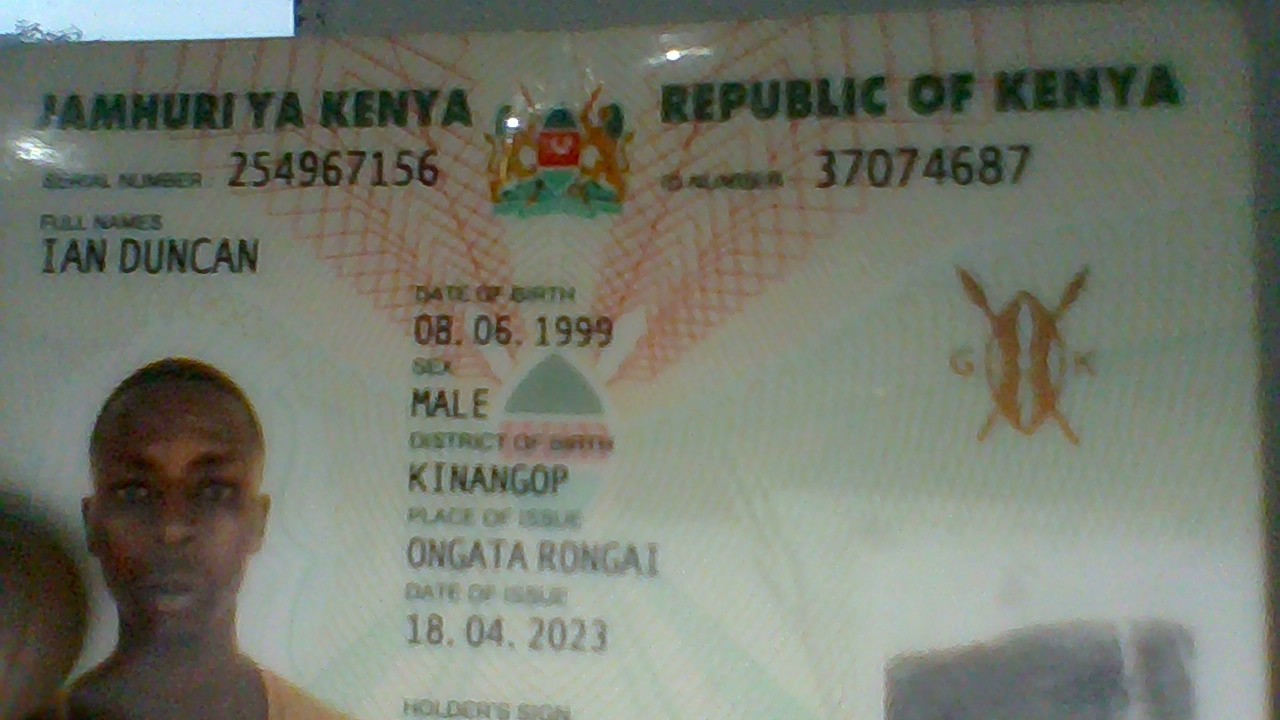 JAMHURI YA KENYA REPUBLIC OF KENYA
SERIAL NUMBER 254967156 ID NUMBER 37074687
FULL NAMES
IAN DUNCAN
DATE OF BIRTH
08. 06. 1999
SEX
MALE
DISTRICT OF BIRTH
KINANGOP
PLACE OF ISSUE
ONGATA RONGAI
DATE OF ISSUE
18. 04. 2023
HOLDER'S SIGN
G K